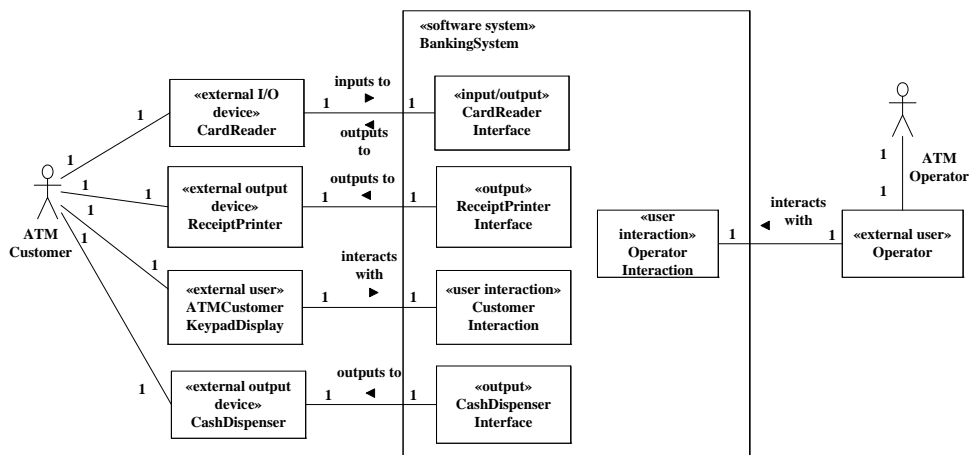 «software system»
BankingSystem
«external I/O
device»
CardReader
inputs to
outputs
to
1
1
1
1
«input/output»
CardReader
Interface
«external output
device»
ReceiptPrinter
outputs to
1
1
1
1
«output»
ReceiptPrinter
Interface
ATM
Customer
1
1
«external user»
ATMCustomer
KeypadDisplay
interacts
with
1
1
1
1
«user interaction»
Customer
Interaction
«external output
device»
CashDispenser
outputs to
1
1
1
1
«output»
CashDispenser
Interface
«user
interaction»
Operator
Interaction
1
interacts
with
1
«external user»
Operator
1
1
ATM
Operator